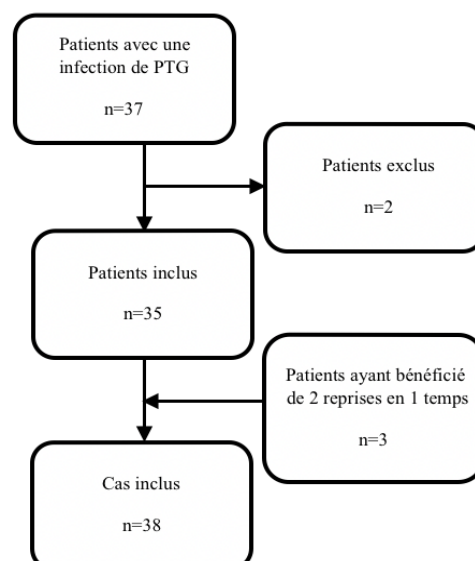 Patients avec une
infection de PTG
n=37
Patients exclus
n=2
Patients inclus
n=35
Patients ayant bénéficié
de 2 reprises en 1 temps
n=3
Cas inclus
n=38